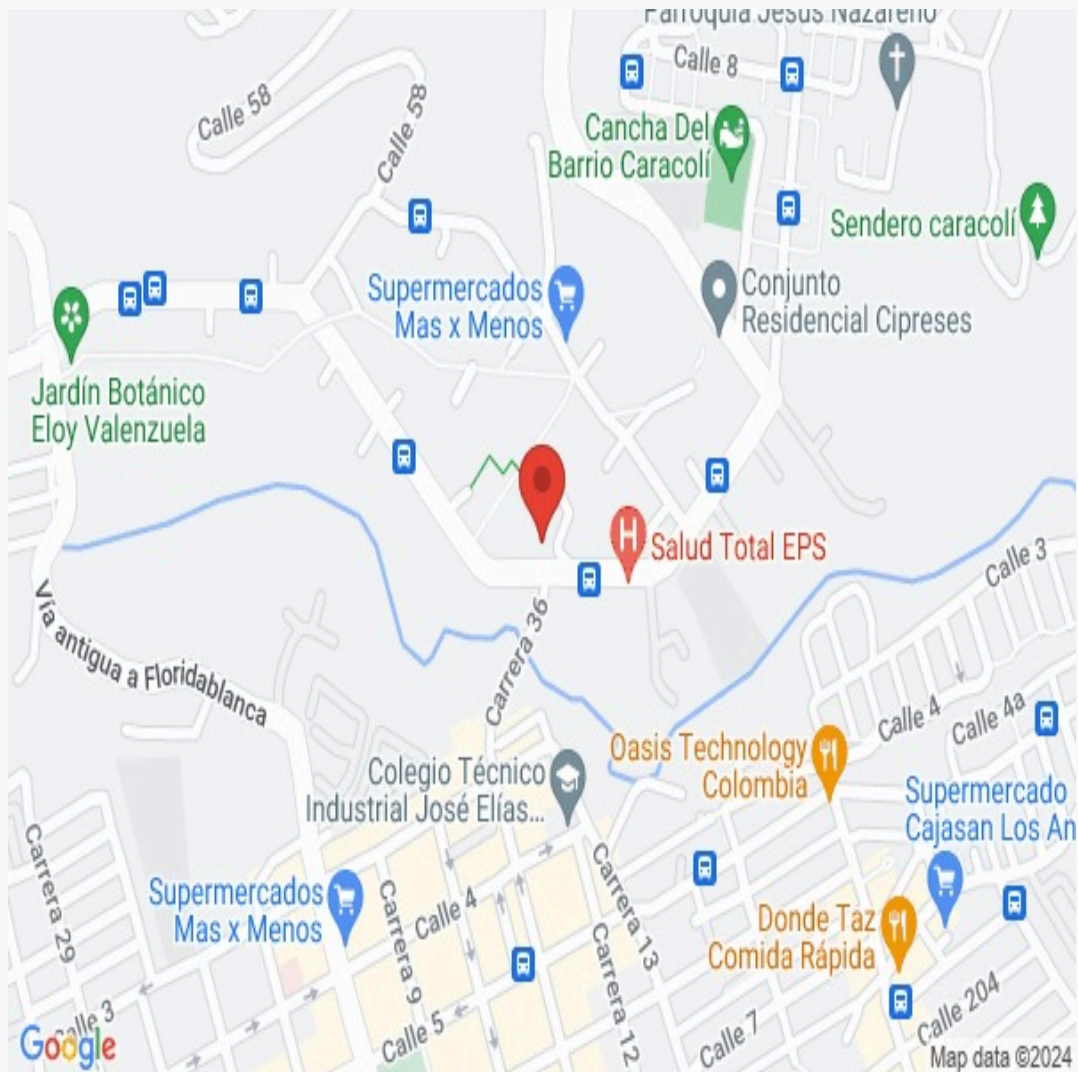 Parroquia Jesús Nazareno
Calle 8
Calle 58
Calle 58
Cancha Del
Barrio Caracolí
Sendero caracolí
Supermercados
Mas x Menos
Conjunto
Residencial Cipreses
Jardín Botánico
Eloy Valenzuela
H
Salud Total EPS
Calle 3
Vía antigua a Floridablanca
Carrera 36
Calle 4
Calle 4a
Oasis Technology
Colombia
Colegio Técnico
Industrial José Elías...
Supermercado
Cajasan Los An
Carrera 29
Supermercados
Mas x Menos
Carrera 9
Calle 4
Carrera 13
Carrera 12
Donde Taz
Comida Rápida
Calle 3
Calle 5
Calle 7
Calle 204
Google
Map data ©2024